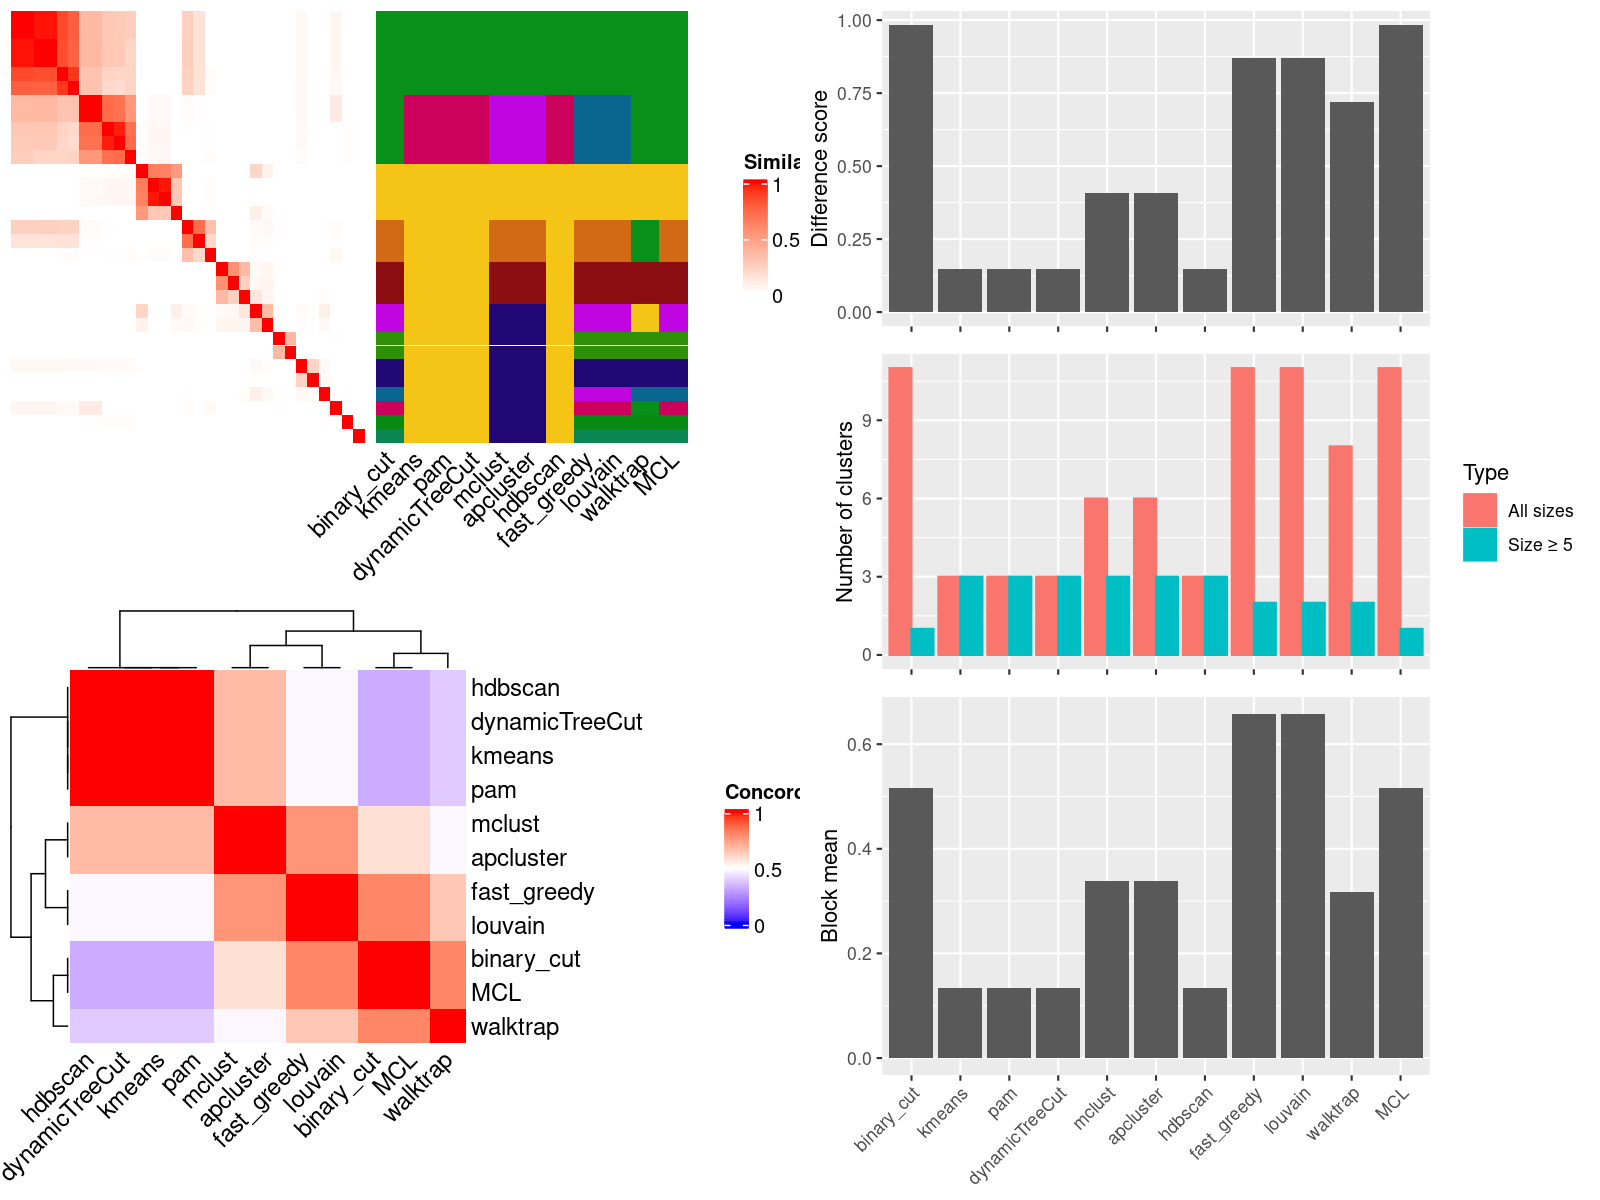 Simila
1
0.5
0
binary_cut
kmeans
pam
dynamicTreeCut
mclust
apcluster
hdbscan
fast_greedy
louvain
walktrap
MCL
hdbscan
dynamicTreeCut
kmeans
pam
mclust
apcluster
fast_greedy
louvain
binary_cut
MCL
walktrap
Concord
1
0.5
0
hdbscan
dynamicTreeCut
kmeans
pam
mclust
apcluster
fast_greedy
louvain
binary_cut
MCL
walktrap
Difference score
1.00
0.75
0.50
0.25
0.00
Number of clusters
9
6
3
0
Type
All sizes
Size ≥ 5
Block mean
0.6
0.4
0.2
0.0
binary_cut
kmeans
pam
dynamicTreeCut
mclust
apcluster
hdbscan
fast_greedy
louvain
walktrap
MCL